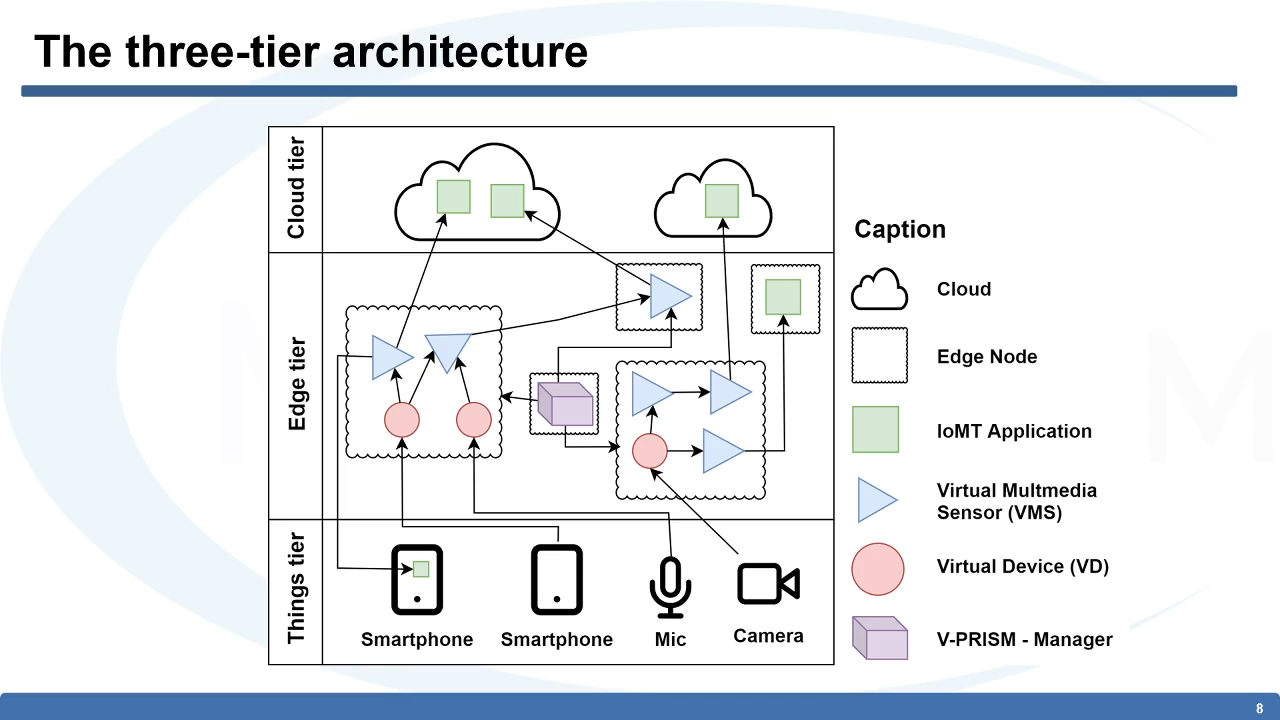 The three-tier architecture
Cloud tier
Edge tier
Things tier
Smartphone
Smartphone
Mic
Camera
Caption
Cloud
Edge Node
IoMT Application
Virtual Multmedia
Sensor (VMS)
Virtual Device (VD)
V-PRISM - Manager
8